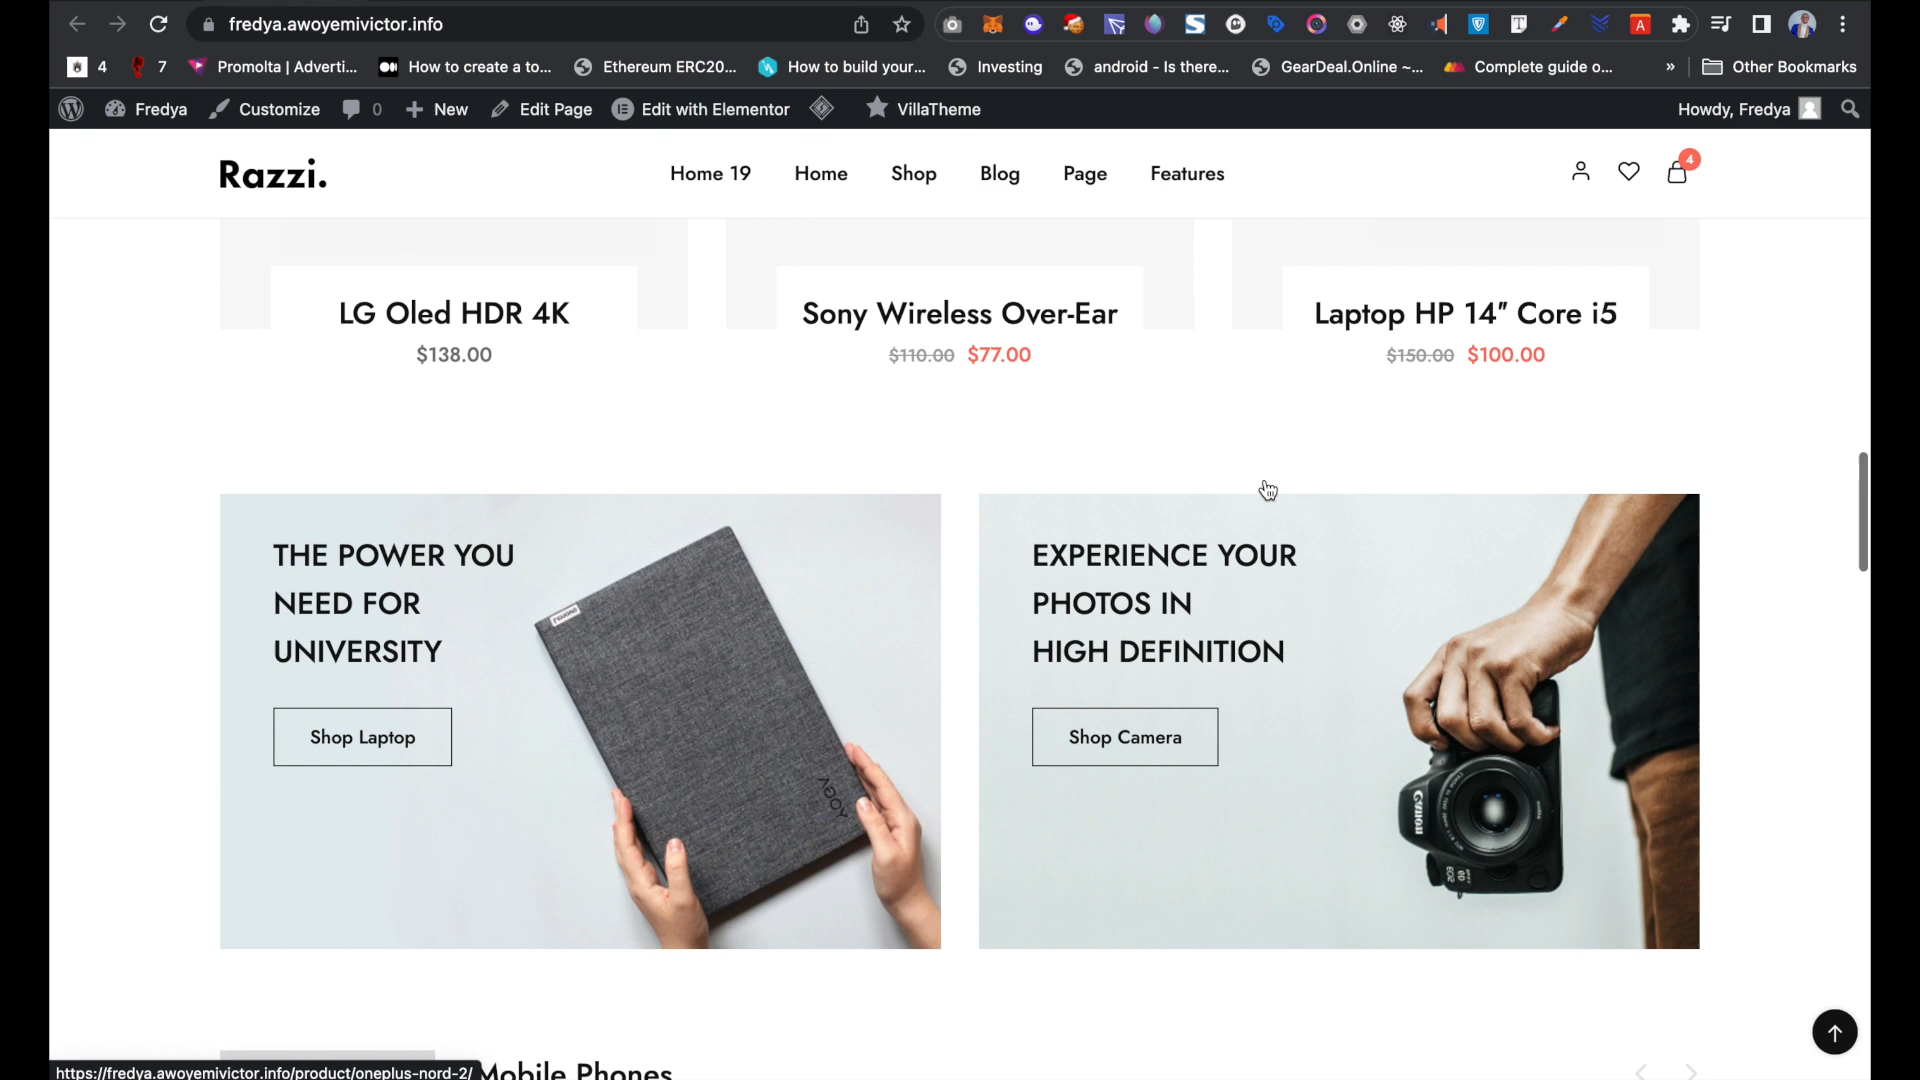 fredya.awoyemivictor.info
4
7
Promolta | Adverti...
How to create a to...
Ethereum ERC20...
How to build your...
Investing
android - Is there...
GearDeal.Online ~...
Complete guide o...
»
Other Bookmarks
Fredya
Customize
0
New
Edit Page
Edit with Elementor
VillaTheme
Howdy, Fredya
Razzi.
Home 19
Home
Shop
Blog
Page
Features
4
LG Oled HDR 4K
$138.00
Sony Wireless Over-Ear
$110.00 $77.00
Laptop HP 14″ Core i5
$150.00 $100.00
THE POWER YOU
NEED FOR
UNIVERSITY
Shop Laptop
EXPERIENCE YOUR
PHOTOS IN
HIGH DEFINITION
Shop Camera
Canon
EOS
6D
Mobile Phones
https://fredya.awoyemivictor.info/product/oneplus-nord-2/